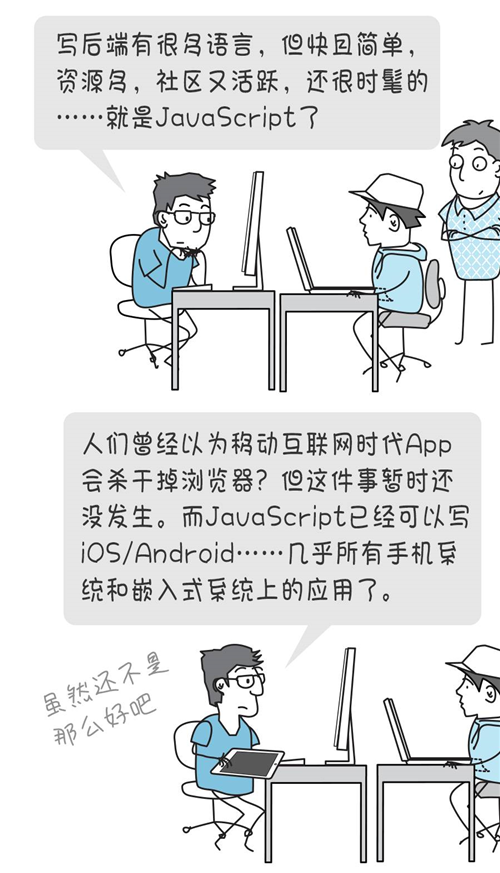 写后端有很多语言，但快且简单，
资源多，社区又活跃，还很时髦的
……就是JavaScript了
人们曾经以为移动互联网时代App
会杀干掉浏览器？但这件事暂时还
没发生。而JavaScript已经可以写
iOS/Android……几乎所有手机系
统和嵌入式系统上的应用了。
虽然还不是
那么好吧